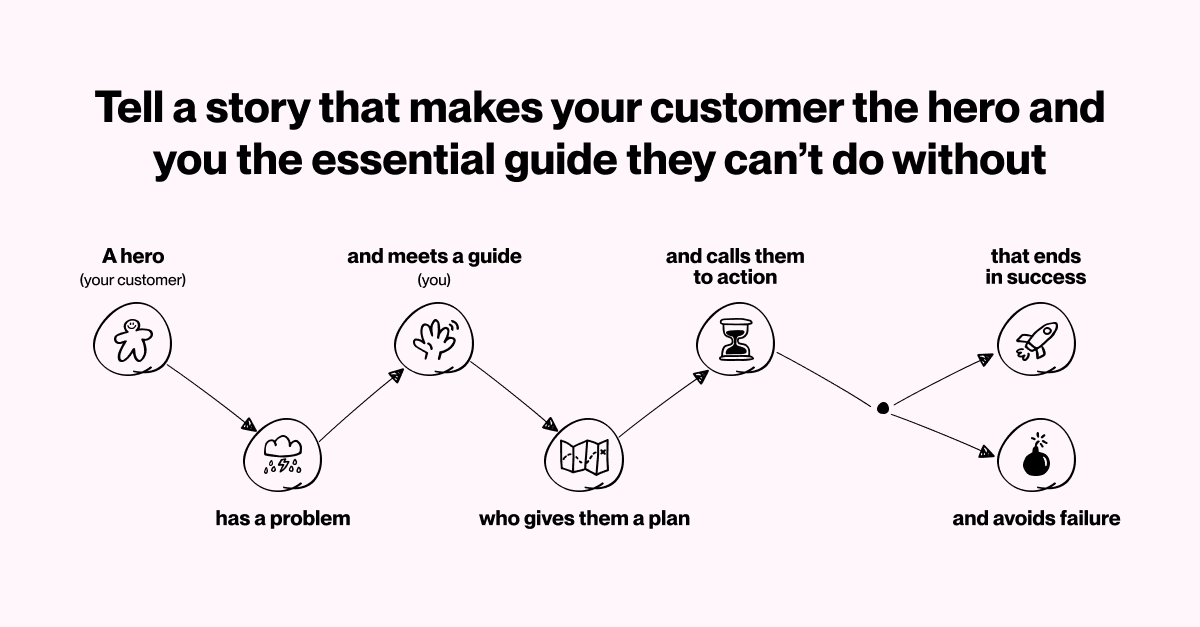 Tell a story that makes your customer the hero and
you the essential guide they can’t do without
A hero
(your customer)
has a problem
and meets a guide
(you)
who gives them a plan
and calls them
to action
that ends
in success
and avoids failure